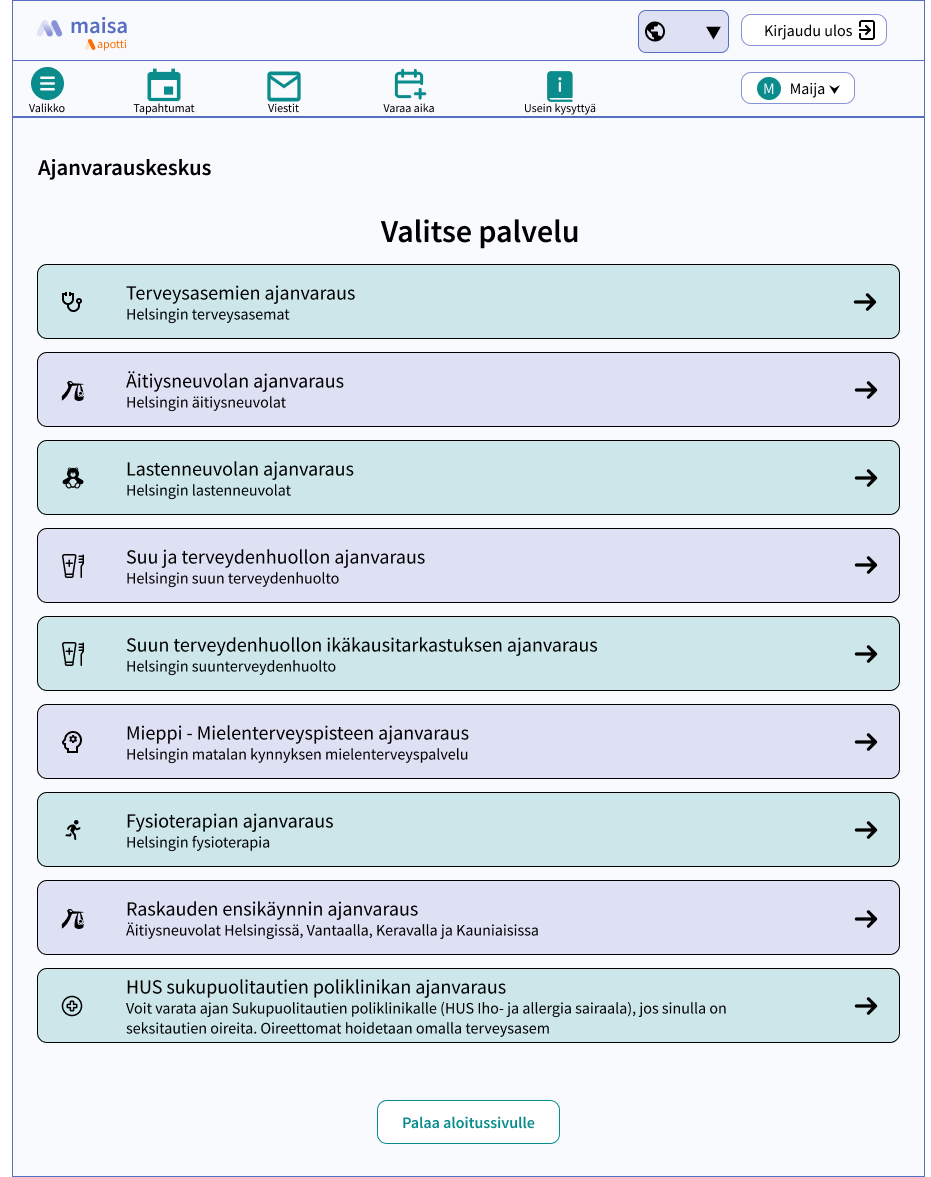 maisa
apotti
Kirjaudu ulos
Valikko
Tapahtumat
Viestit
Varaa aika
i
Usein kysyttyä
M Maija
Ajanvarauskeskus
Valitse palvelu
Terveysasemien ajanvaraus
Helsingin terveysasemat
Äitiysneuvolan ajanvaraus
Helsingin äitiysneuvolat
Lastenneuvolan ajanvaraus
Helsingin lastenneuvolat
Suu ja terveydenhuollon ajanvaraus
Helsingin suun terveydenhuolto
Suun terveydenhuollon ikäkausitarkastuksen ajanvaraus
Helsingin suunterveydenhuolto
Mieppi - Mielenterveyspisteen ajanvaraus
Helsingin matalan kynnyksen mielenterveyspalvelu
Fysioterapian ajanvaraus
Helsingin fysioterapia
Raskauden ensikäynnin ajanvaraus
Äitiysneuvolat Helsingissä, Vantaalla, Keravalla ja Kauniaisissa
HUS sukupuolitautien poliklinikan ajanvaraus
Voit varata ajan Sukupuolitautien poliklinikalle (HUS Iho- ja allergia sairaala), jos sinulla on
seksitautien oireita. Oireettomat hoidetaan omalla terveysasem
Palaa aloitussivulle